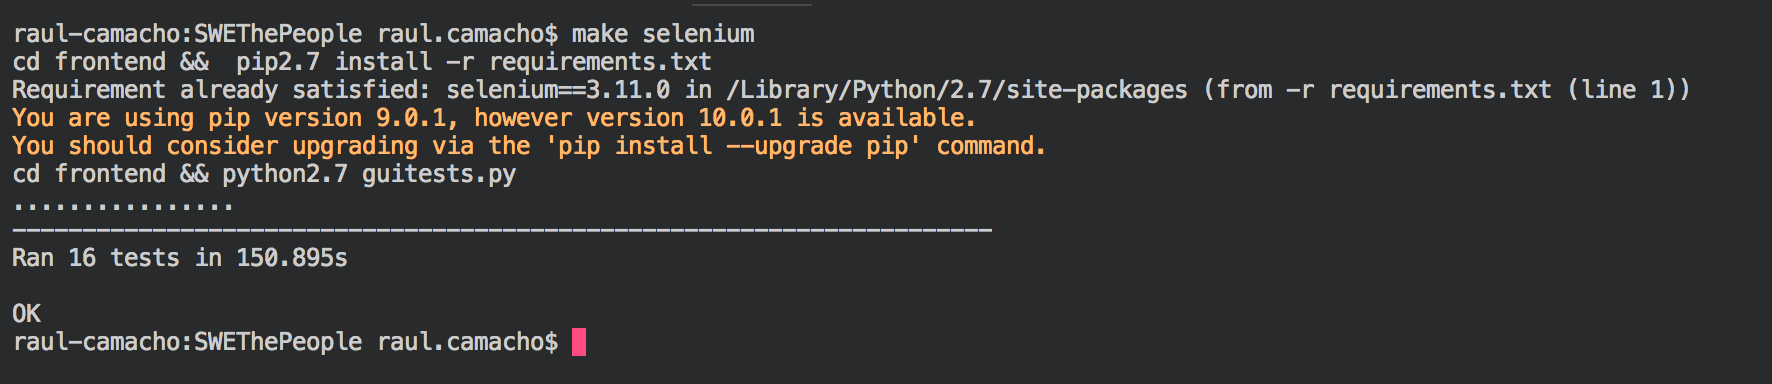 raul-camacho:SWEThePeople raul.camacho$ make selenium
cd frontend &&  pip2.7 install -r requirements.txt
Requirement already satisfied: selenium==3.11.0 in /Library/Python/2.7/site-packages (from -r requirements.txt (line 1))
You are using pip version 9.0.1, however version 10.0.1 is available.
You should consider upgrading via the 'pip install --upgrade pip' command.
cd frontend && python2.7 guitests.py
................
----------------------------------------------------------------------
Ran 16 tests in 150.895s

OK
raul-camacho:SWEThePeople raul.camacho$